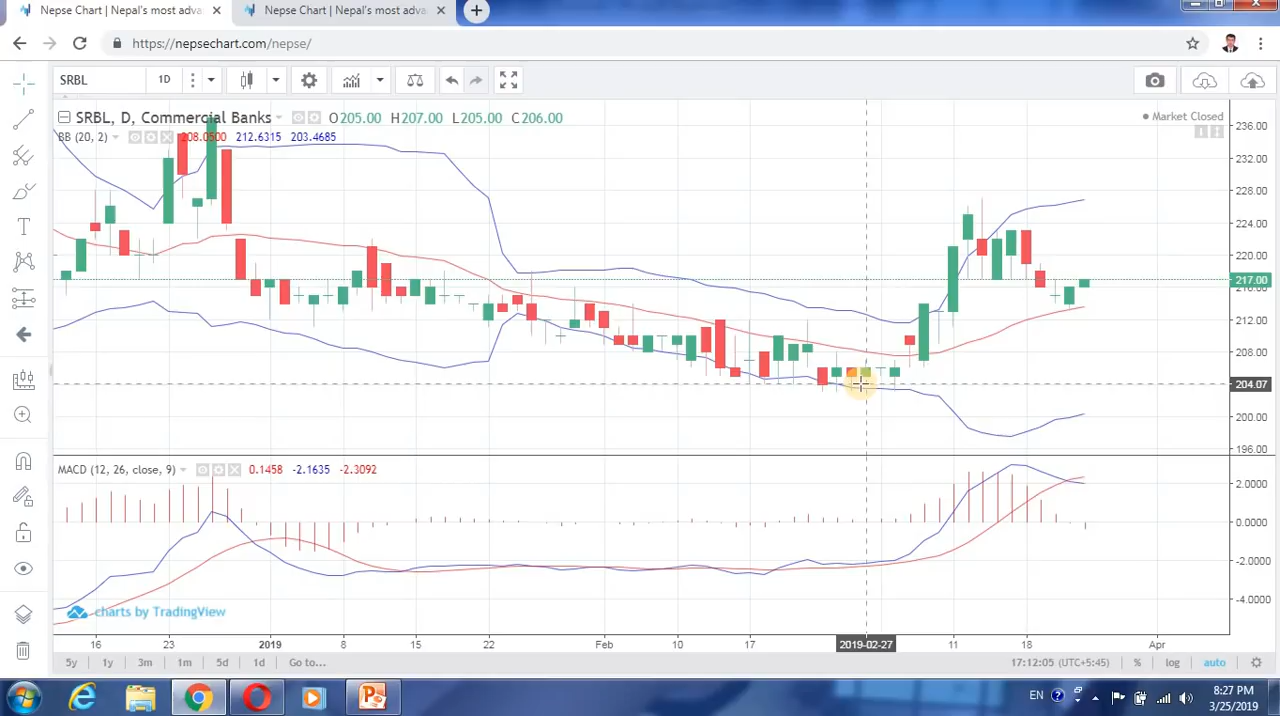 Nepse Chart | Nepal's most adva
Nepse Chart | Nepal's most adva
https://nepsechart.com/nepse/
SRBL
1D
SRBL, D, Commercial Banks
O205.00 H207.00 L205.00 C206.00
Market Closed
BB (20, 2)
208.0500 212.6315 203.4685
236.00
232.00
228.00
224.00
220.00
217.00
212.00
208.00
204.07
200.00
196.00
MACD (12, 26, close, 9)
0.1458 -2.1635 -2.3092
2.0000
0.0000
-2.0000
-4.0000
charts by TradingView
16 23 2019 8 15 22 Feb 10 17 2019-02-27 11 18 Apr
5y 1y 3m 1m 5d 1d Go to... 17:12:05 (UTC+5:45) % log auto
EN
8:27 PM
3/25/2019